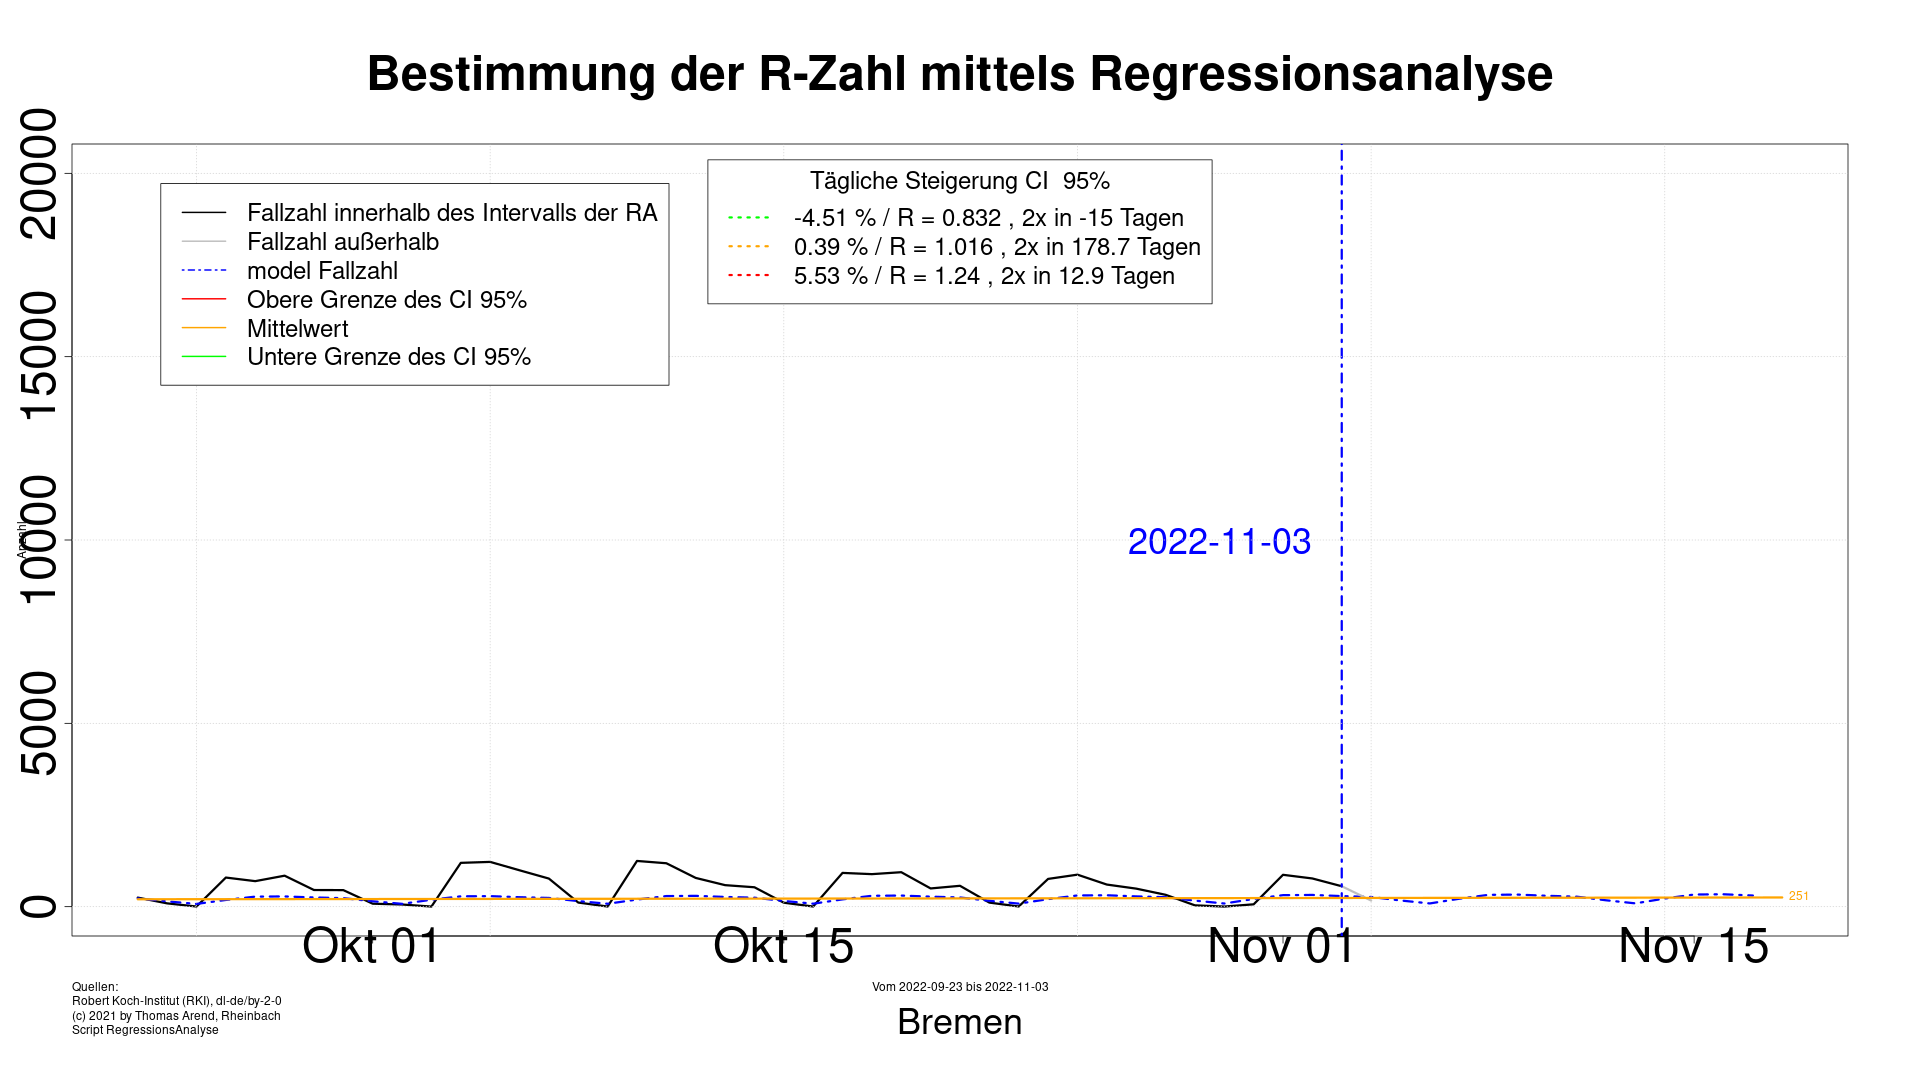 Bestimmung der R-Zahl mittels Regressionsanalyse
20000
15000
10000
5000
0
Anzahl
Fallzahl innerhalb des Intervalls der RA
Fallzahl außerhalb
model Fallzahl
Obere Grenze des CI 95%
Mittelwert
Untere Grenze des CI 95%
Tägliche Steigerung CI  95%
-4.51 % / R = 0.832 , 2x in -15 Tagen
0.39 % / R = 1.016 , 2x in 178.7 Tagen
5.53 % / R = 1.24 , 2x in 12.9 Tagen
2022-11-03
251
Okt 01
Okt 15
Nov 01
Nov 15
Quellen:
Robert Koch-Institut (RKI), dl-de/by-2-0
(c) 2021 by Thomas Arend, Rheinbach
Script RegressionsAnalyse
Vom 2022-09-23 bis 2022-11-03
Bremen